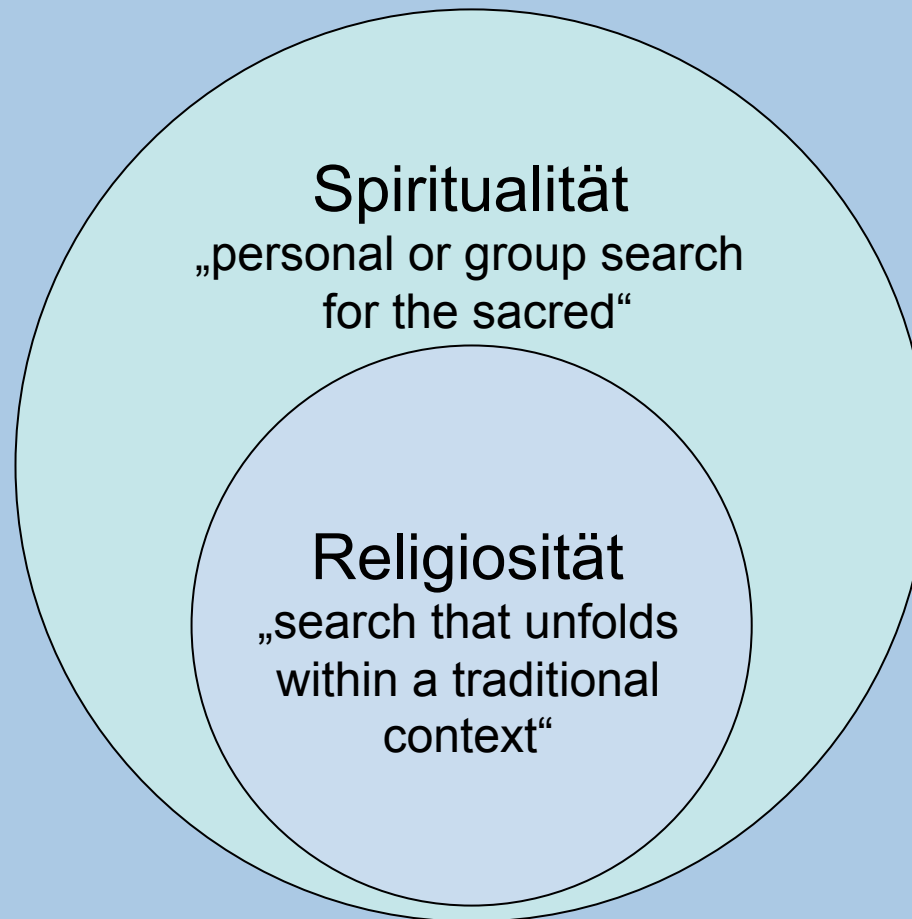 Spiritualität
„personal or group search
for the sacred“
Religiosität
„search that unfolds
within a traditional
context“